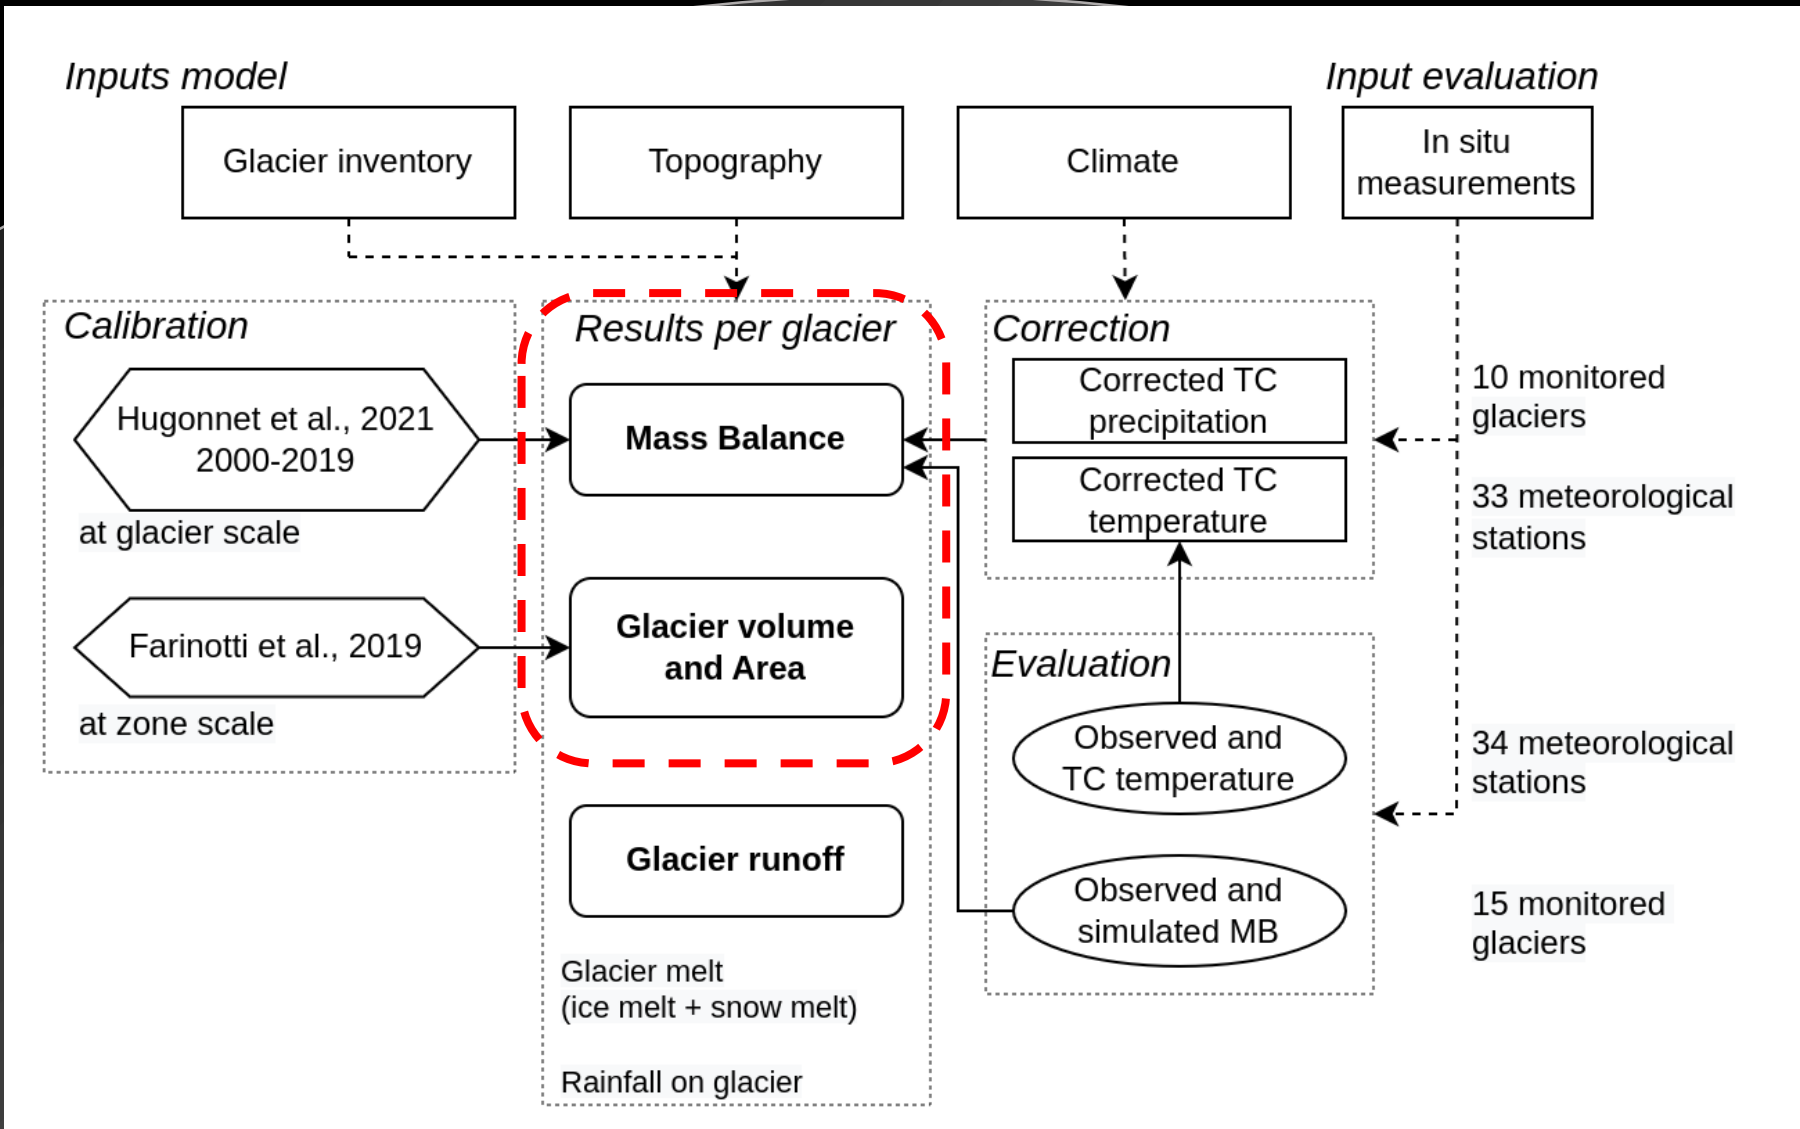 Inputs model
Input evaluation
Glacier inventory
Topography
Climate
In situ
measurements
Calibration
Hugonnet et al., 2021
2000-2019
at glacier scale
Farinotti et al., 2019
at zone scale
Results per glacier
Mass Balance
Glacier volume
and Area
Glacier runoff
Glacier melt
(ice melt + snow melt)
Rainfall on glacier
Correction
Corrected TC
precipitation
Corrected TC
temperature
Evaluation
Observed and
TC temperature
Observed and
simulated MB
10 monitored
glaciers
33 meteorological
stations
34 meteorological
stations
15 monitored
glaciers